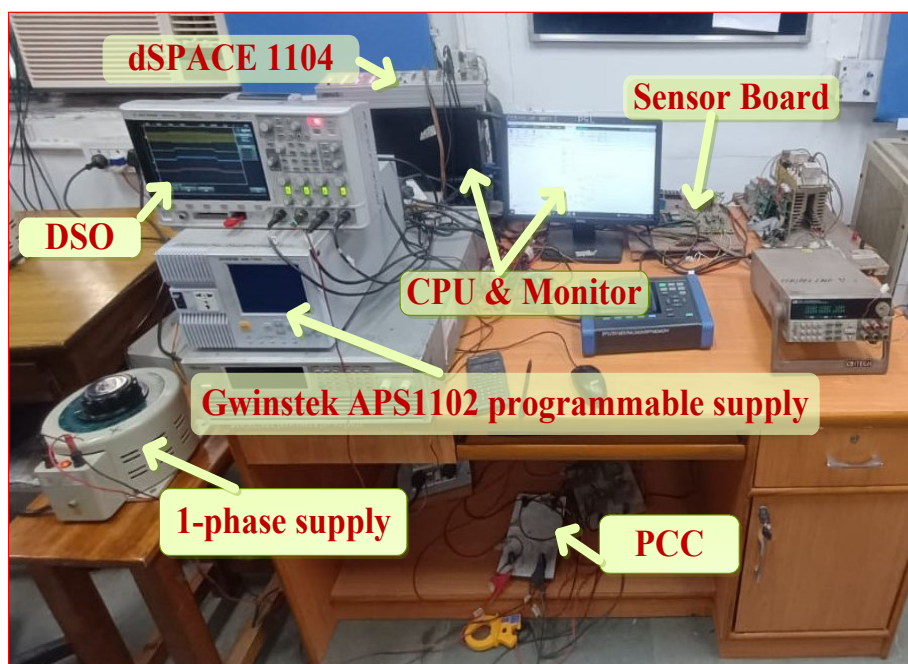 dSPACE 1104
Sensor Board
DSO
CPU & Monitor
Gwinstek APS1102 programmable supply
1-phase supply
PCC